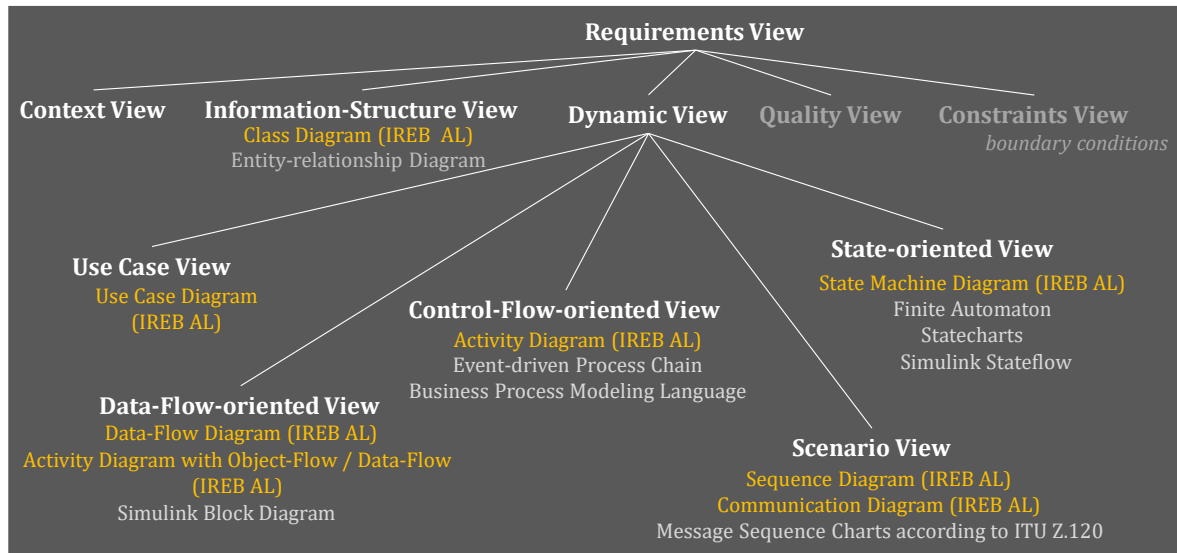 Requirements View
Context View
Information-Structure View
Class Diagram (IREB AL)
Entity-relationship Diagram
Dynamic View
Quality View
Constraints View
boundary conditions
Use Case View
Use Case Diagram
(IREB AL)
Control-Flow-oriented View
Activity Diagram (IREB AL)
Event-driven Process Chain
Business Process Modeling Language
State-oriented View
State Machine Diagram (IREB AL)
Finite Automaton
Statecharts
Simulink Stateflow
Data-Flow-oriented View
Data-Flow Diagram (IREB AL)
Activity Diagram with Object-Flow / Data-Flow
(IREB AL)
Simulink Block Diagram
Scenario View
Sequence Diagram (IREB AL)
Communication Diagram (IREB AL)
Message Sequence Charts according to ITU Z.120